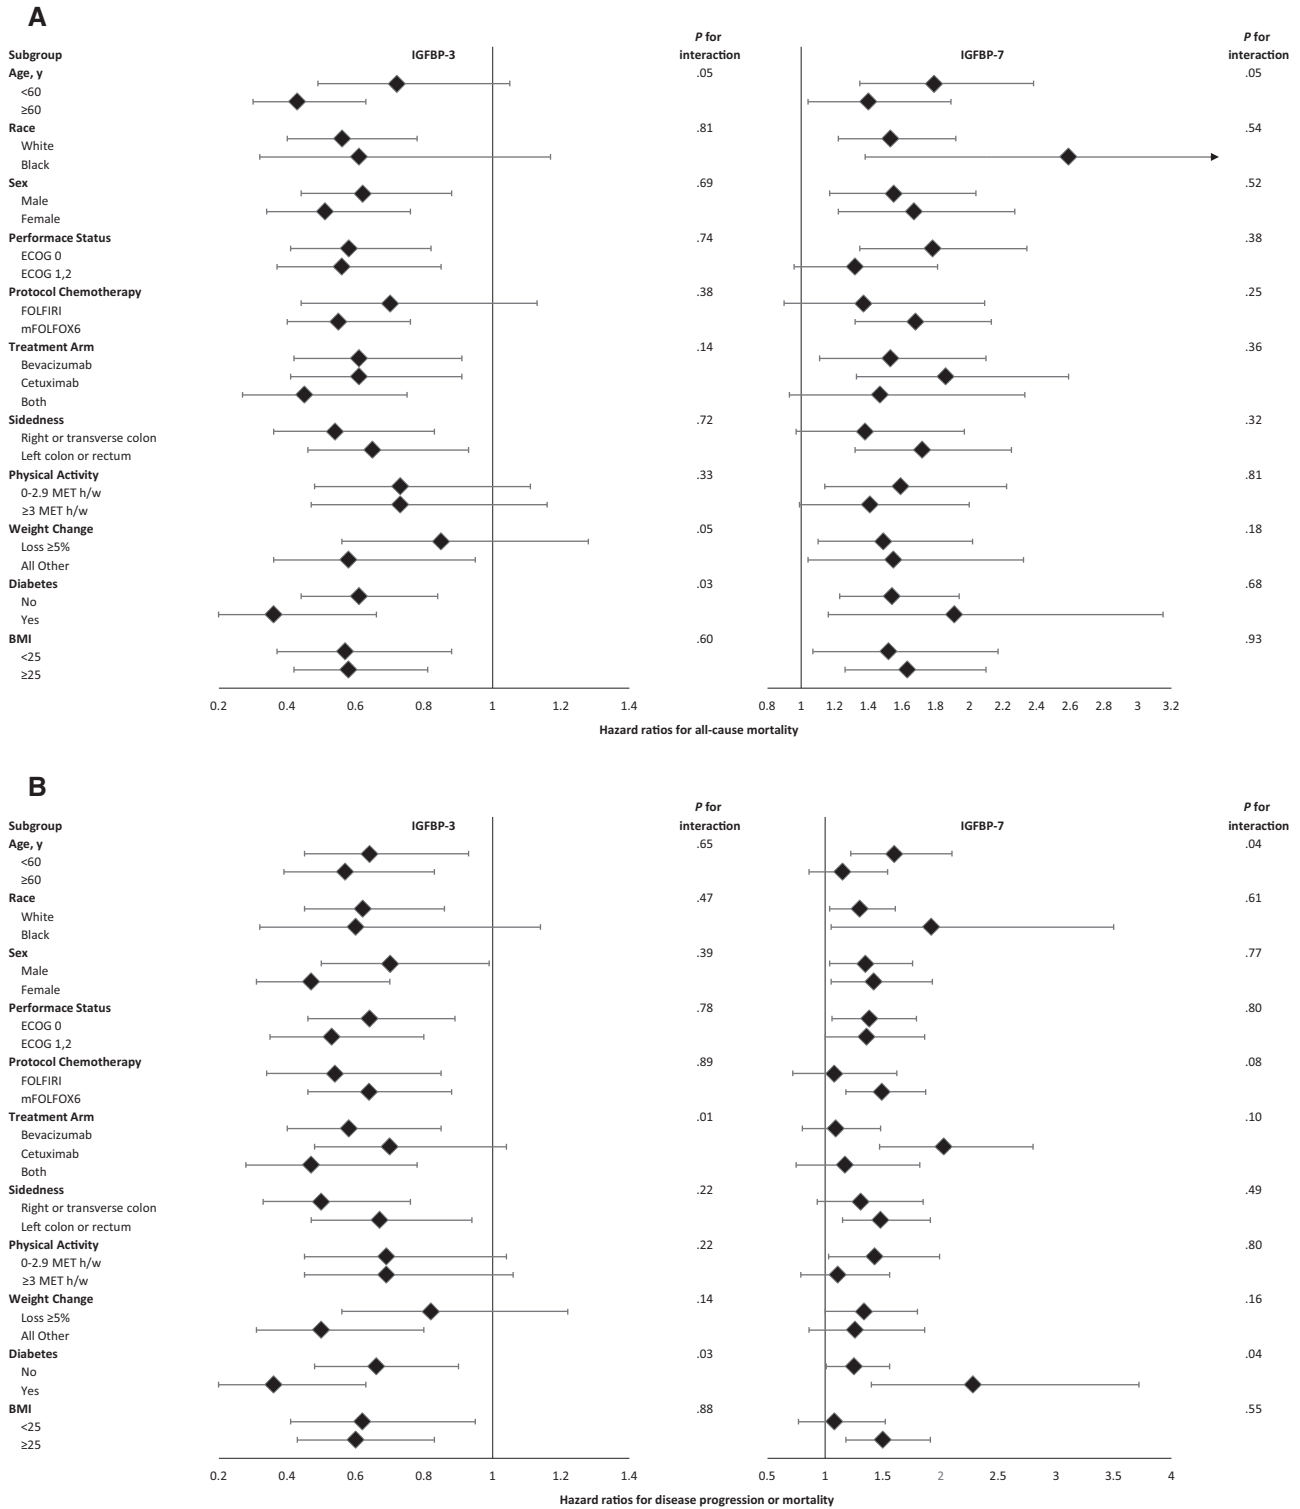 A
P for
P for
Subgroup IGFBP-3 interaction IGFBP-7 interaction
Age, y .05 .05
<60
≥60
Race .81 .54
White
Black
Sex .69 .52
Male
Female
Performace Status .74 .38
ECOG 0
ECOG 1,2
Protocol Chemotherapy .38 .25
FOLFIRI
mFOLFOX6
Treatment Arm .14 .36
Bevacizumab
Cetuximab
Both
Sidedness .72 .32
Right or transverse colon
Left colon or rectum
Physical Activity .33 .81
0-2.9 MET h/w
≥3 MET h/w
Weight Change .05 .18
Loss ≥5%
All Other
Diabetes .03 .68
No
Yes
BMI .60 .93
<25
≥25
0.2 0.4 0.6 0.8 1 1.2 1.4 0.8 1 1.2 1.4 1.6 1.8 2 2.2 2.4 2.6 2.8 3 3.2
Hazard ratios for all-cause mortality
B
P for
P for
Subgroup IGFBP-3 interaction IGFBP-7 interaction
Age, y .65 .04
<60
≥60
Race .47 .61
White
Black
Sex .39 .77
Male
Female
Performace Status .78 .80
ECOG 0
ECOG 1,2
Protocol Chemotherapy .89 .08
FOLFIRI
mFOLFOX6
Treatment Arm .01 .10
Bevacizumab
Cetuximab
Both
Sidedness .22 .49
Right or transverse colon
Left colon or rectum
Physical Activity .22 .80
0-2.9 MET h/w
≥3 MET h/w
Weight Change .14 .16
Loss ≥5%
All Other
Diabetes .03 .04
No
Yes
BMI .88 .55
<25
≥25
0.2 0.4 0.6 0.8 1 1.2 1.4 0.5 1 1.5 2 2.5 3 3.5 4
Hazard ratios for disease progression or mortality